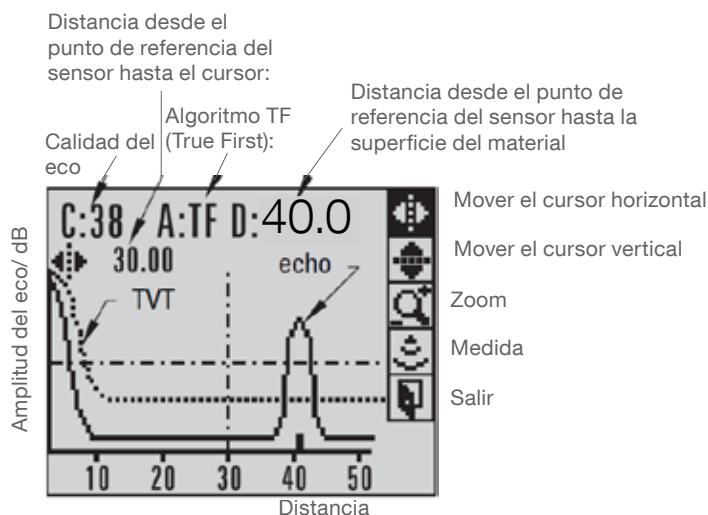 Distancia desde el
punto de referencia del
sensor hasta el cursor:
Algoritmo TF
(True First):
Distancia desde el punto de
referencia del sensor hasta la
superficie del material
Calidad del
eco
C:38 A:TF D:40.0
30.00
echo
TVT
Mover el cursor horizontal
Mover el cursor vertical
Zoom
Medida
Salir
Amplitud del eco/ dB
10 20 30 40 50
Distancia